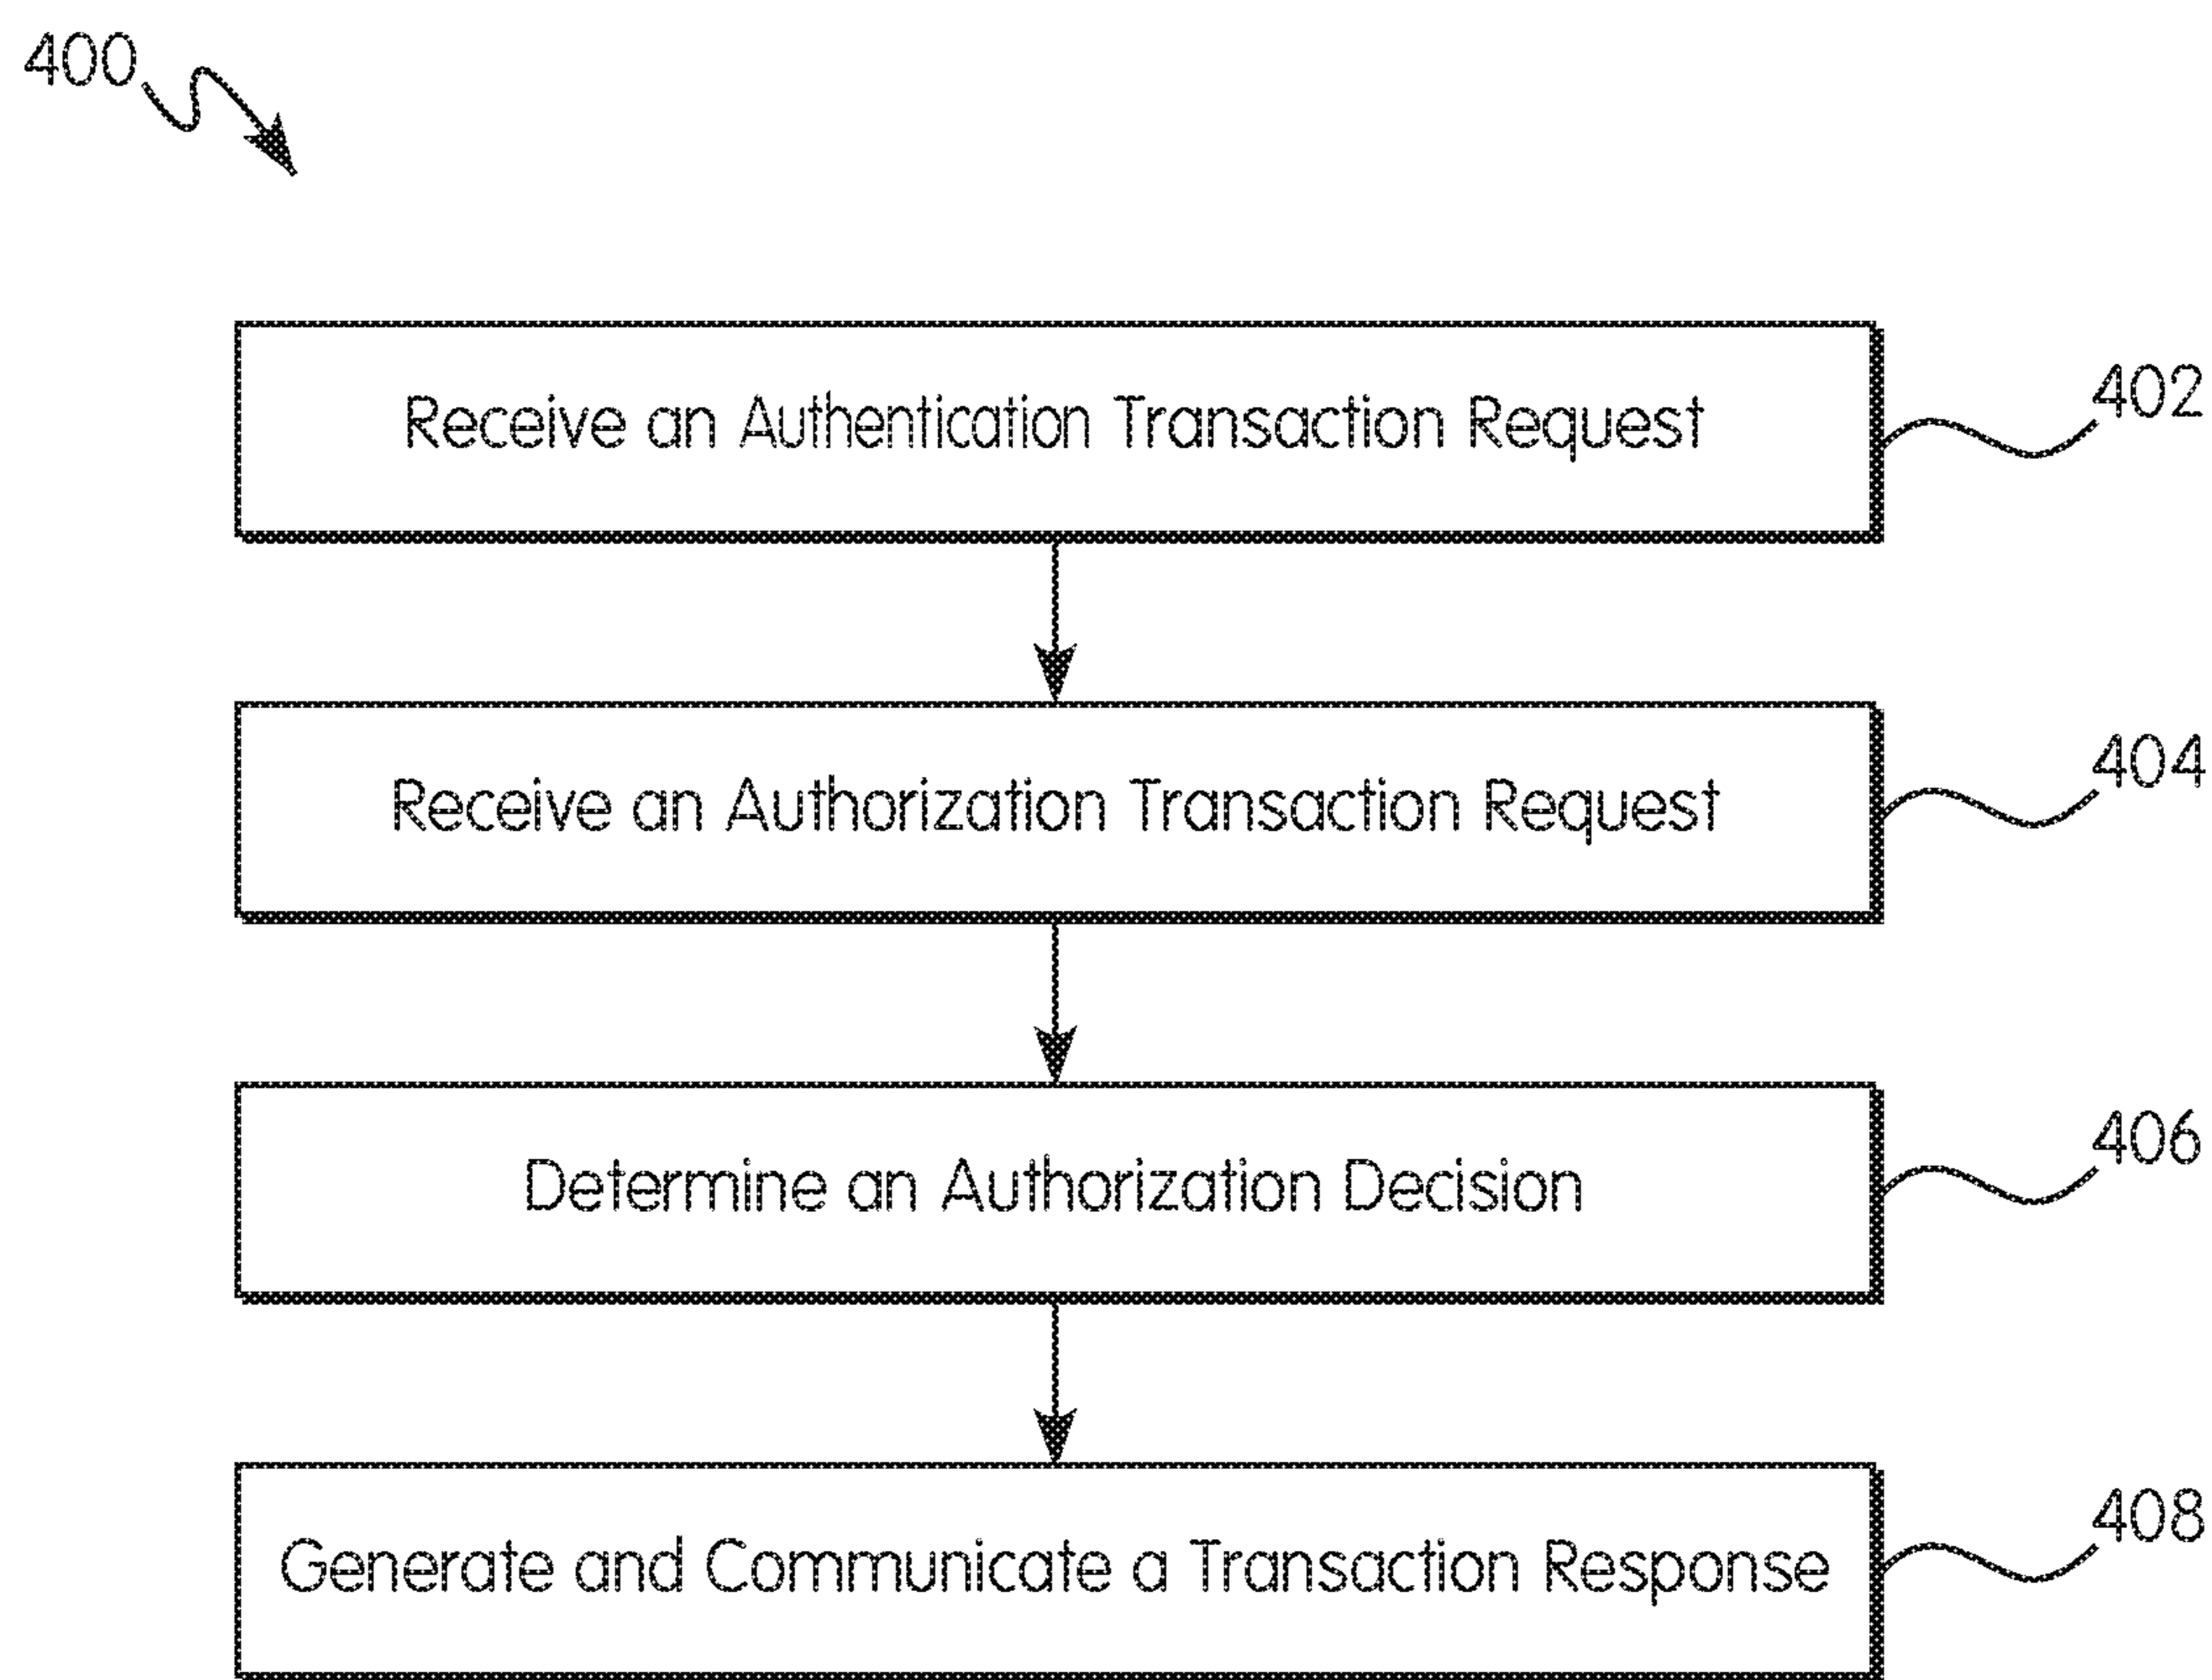 400
Receive an Authentication Transaction Request
402
Receive an Authorization Transaction Request
404
Determine an Authorization Decision
406
Generate and Communicate a Transaction Response
408